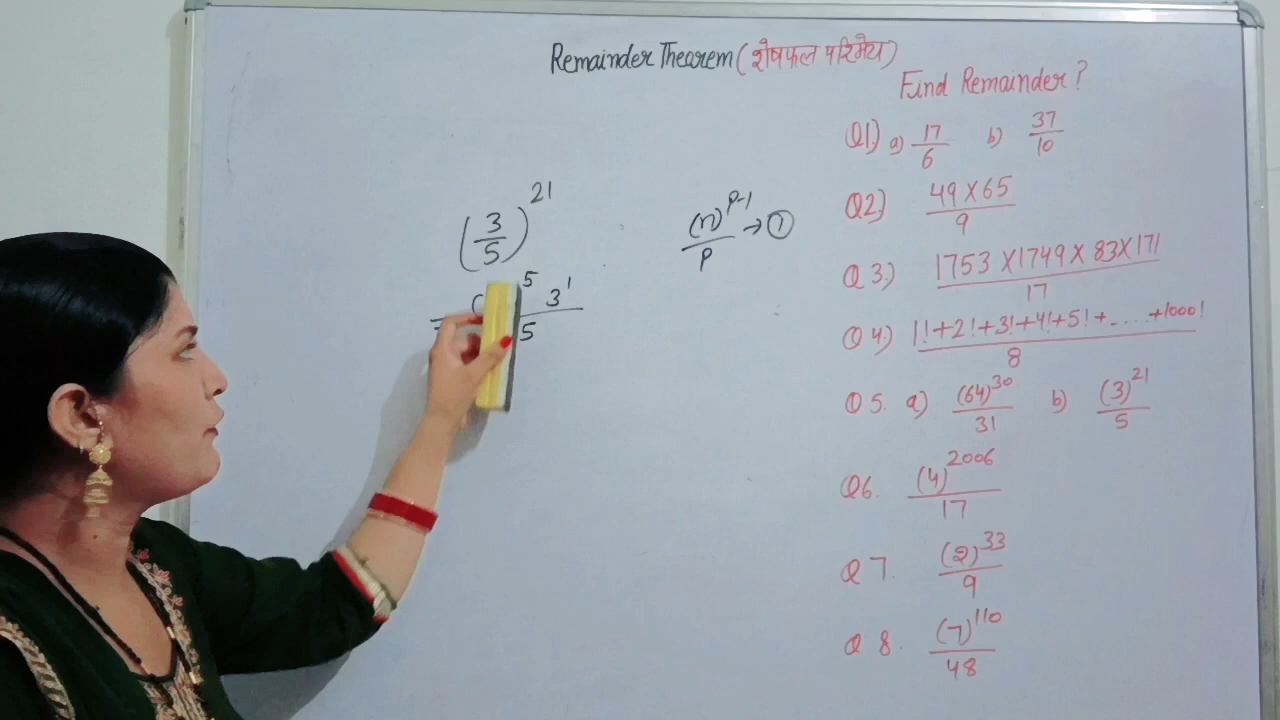 Remainder Thearem (शेषफल परिमेय)
Find Remainder?
Q1) a) 17/6 b) 37/10
Q2) 49×65/9
Q3.) 1753×1749×83×171/17
Q4) 1!+2!+3!+4!+5!+....+1000!/8
Q5. a) (64)^30/31 b) (3)^21/5
Q6. (4)^2006/17
Q7. (2)^33/9
Q8. (7)^110/48
(3/5)^21
( 5 3^1
5
(n)^P-1/P → ①